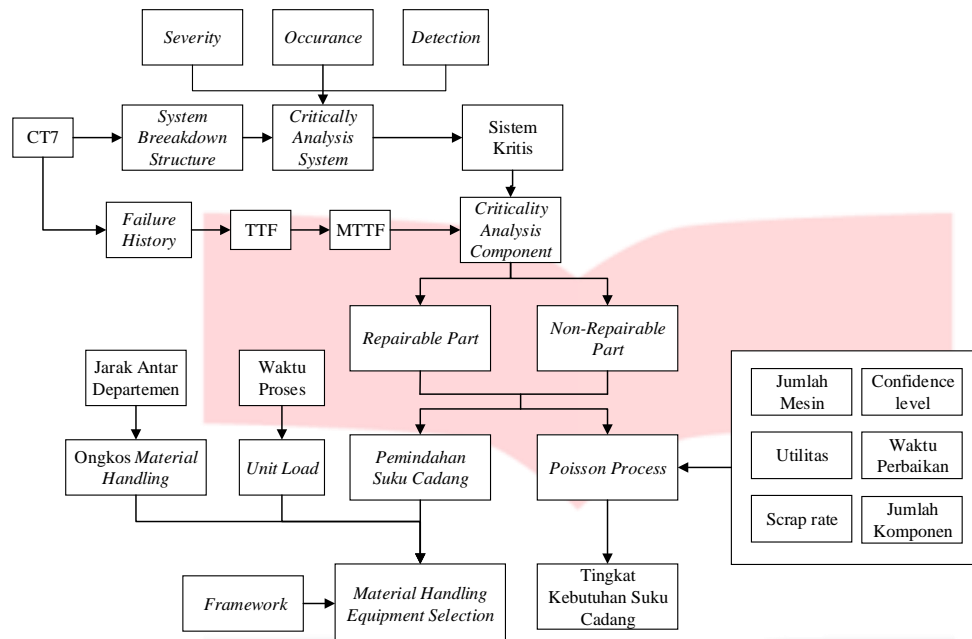 Severity
Occurance
Detection
CT7
System
Breeakdown
Structure
Critically
Analysis
System
Sistem
Kritis
Failure
History
TTF
MTTF
Criticality
Analysis
Component
Repairable Part
Non-Repairable
Part
Jarak Antar
Departemen
Waktu
Proses
Jumlah
Mesin
Confidence
level
Ongkos Material
Handling
Unit Load
Pemindahan
Suku Cadang
Poisson Process
Utilitas
Waktu
Perbaikan
Scrap rate
Jumlah
Komponen
Framework
Material Handling
Equipment Selection
Tingkat
Kebutuhan Suku
Cadang